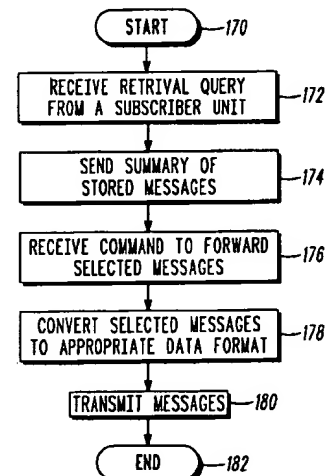 START
170
RECEIVE RETRIVAL QUERY
FROM A SUBSCRIBER UNIT
172
SEND SUMMARY OF
STORED MESSAGES
174
RECEIVE COMMAND TO FORWARD
SELECTED MESSAGES
176
CONVERT SELECTED MESSAGES
TO APPROPRIATE DATA FORMAT
178
TRANSMIT MESSAGES
180
END
182